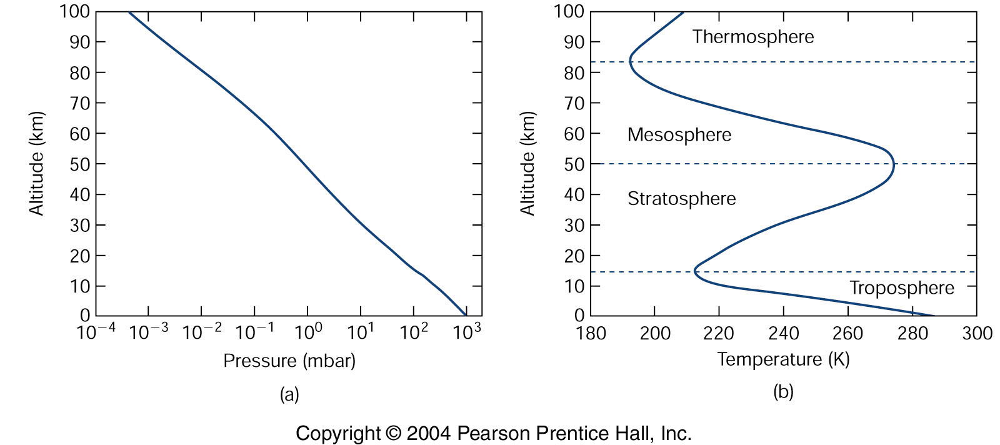 100
90
80
70
60
50
40
30
20
10
0
Altitude (km)
10⁻⁴ 10⁻³ 10⁻² 10⁻¹ 10⁰ 10¹ 10² 10³
Pressure (mbar)
(a)
100
90
80
70
60
50
40
30
20
10
0
Altitude (km)
Thermosphere
Mesosphere
Stratosphere
Troposphere
180 200 220 240 260 280 300
Temperature (K)
(b)
Copyright © 2004 Pearson Prentice Hall, Inc.